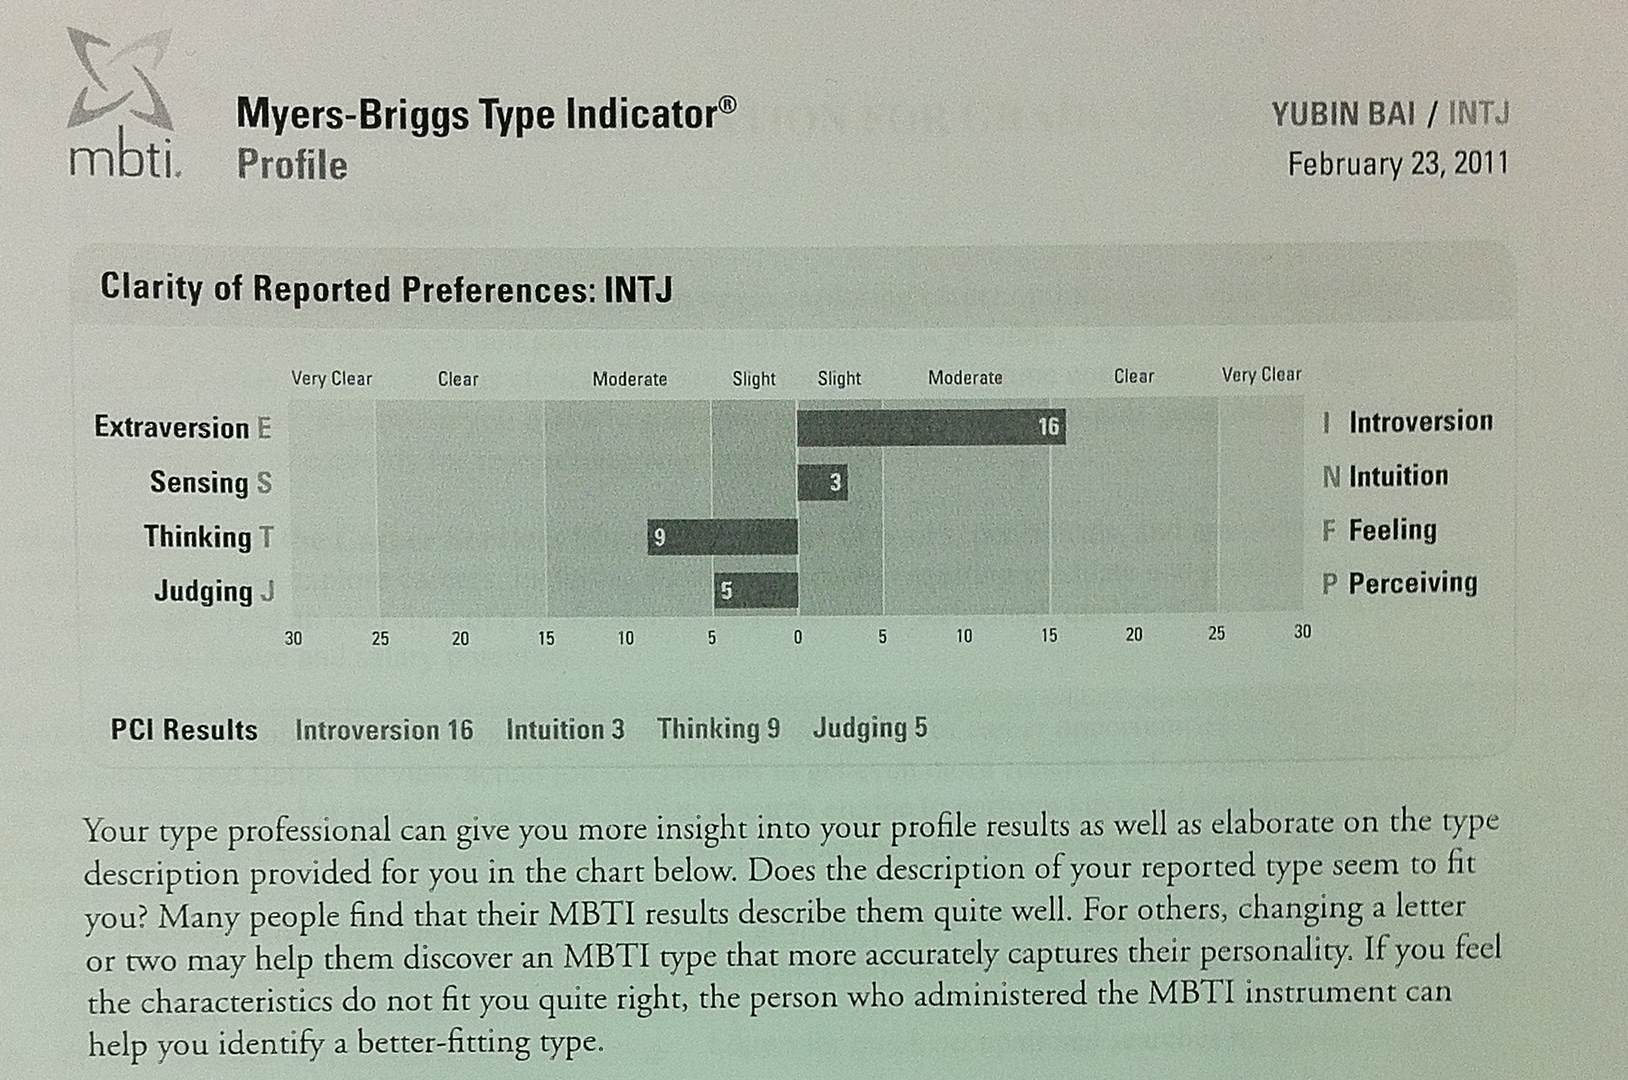 mbti.
Myers-Briggs Type Indicator®
Profile
YUBIN BAI / INTJ
February 23, 2011
Clarity of Reported Preferences: INTJ
Very Clear Clear Moderate Slight Slight Moderate Clear Very Clear
Extraversion E 16 I Introversion
Sensing S 3 N Intuition
Thinking T 9 F Feeling
Judging J 5 P Perceiving
30 25 20 15 10 5 0 5 10 15 20 25 30
PCI Results Introversion 16 Intuition 3 Thinking 9 Judging 5
Your type professional can give you more insight into your profile results as well as elaborate on the type
description provided for you in the chart below. Does the description of your reported type seem to fit
you? Many people find that their MBTI results describe them quite well. For others, changing a letter
or two may help them discover an MBTI type that more accurately captures their personality. If you feel
the characteristics do not fit you quite right, the person who administered the MBTI instrument can
help you identify a better-fitting type.